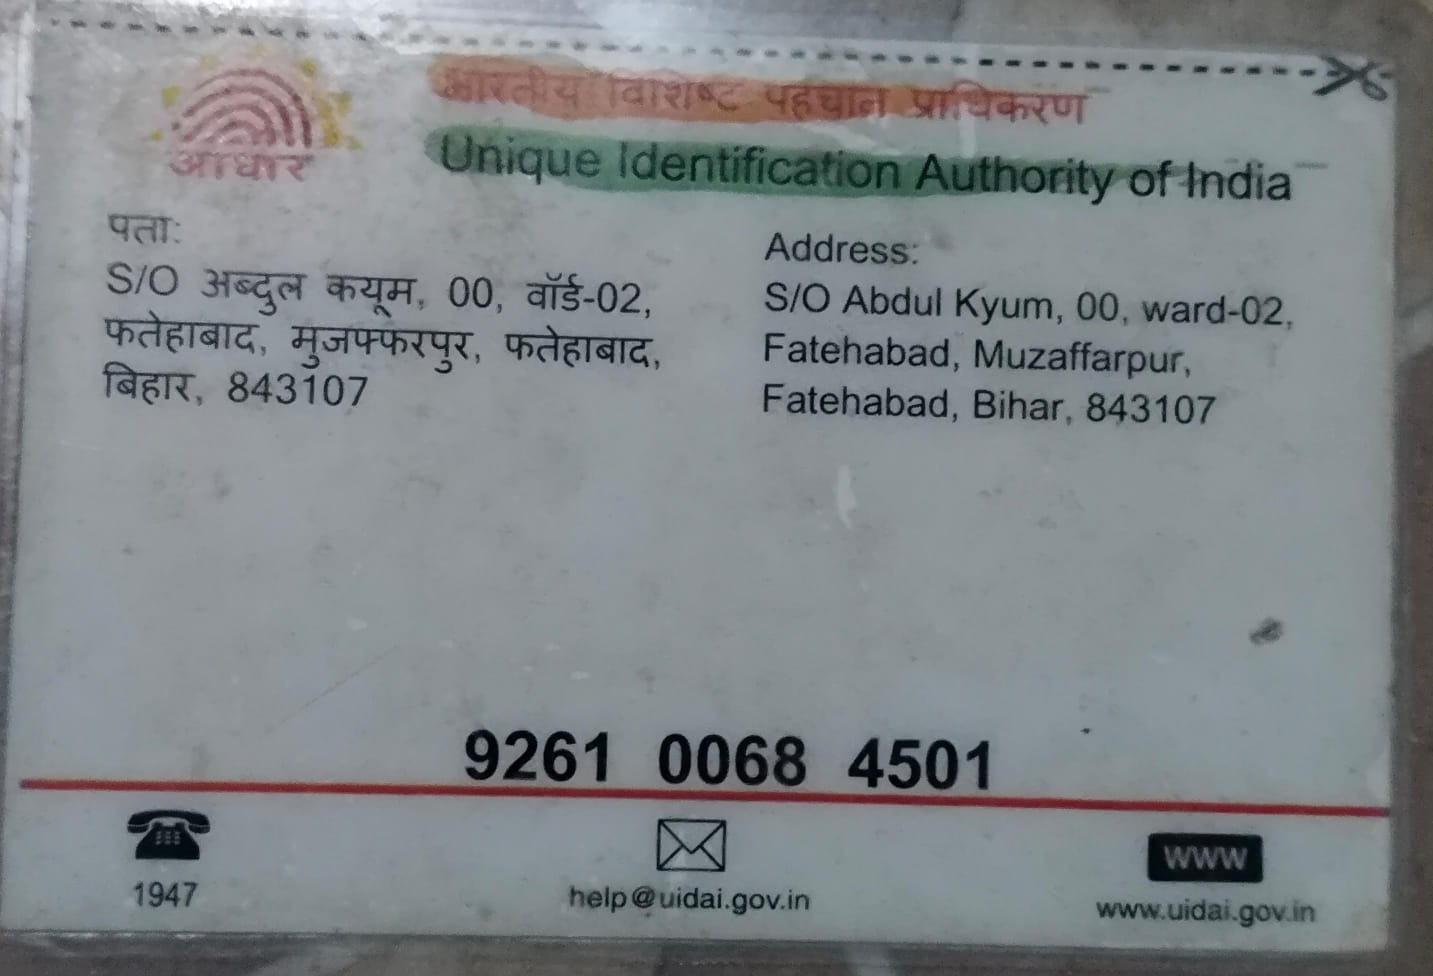 भारतीय विशिष्ट पहचान प्राधिकरण
आधार
Unique Identification Authority of India
पता:
S/O अब्दुल कयूम, 00, वॉर्ड-02,
फतेहाबाद, मुजफ्फरपुर, फतेहाबाद,
बिहार, 843107
Address:
S/O Abdul Kyum, 00, ward-02,
Fatehabad, Muzaffarpur,
Fatehabad, Bihar, 843107
9261 0068 4501
1947
help@uidai.gov.in
www
www.uidai.gov.in